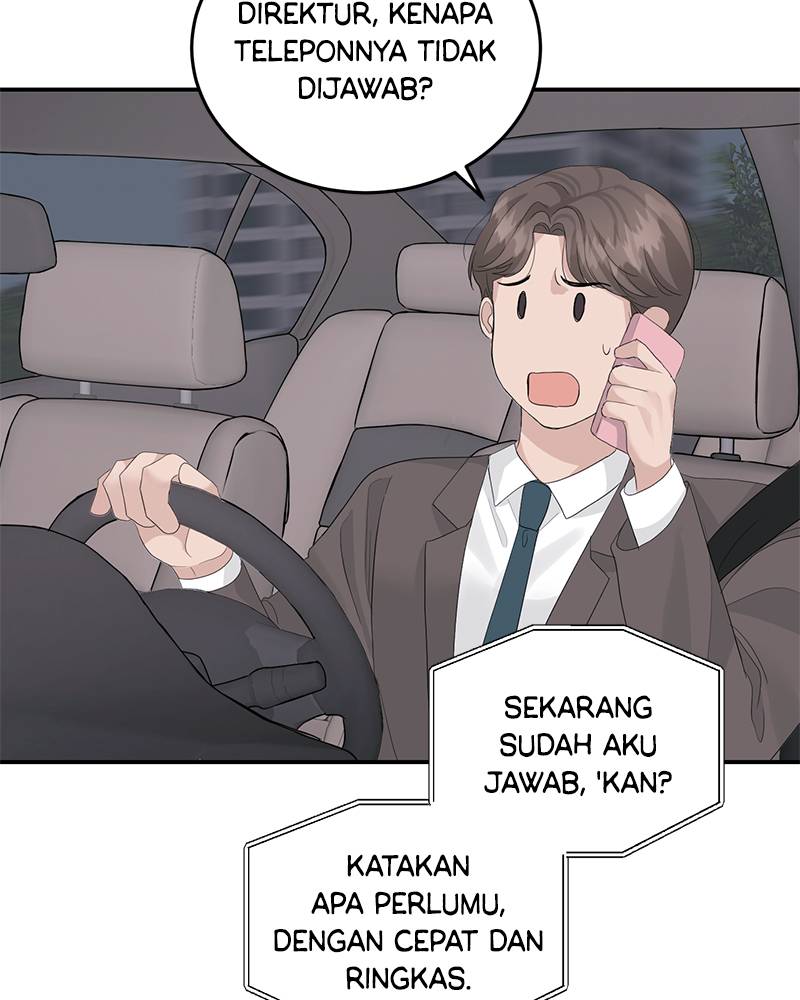 DIREKTUR, KENAPA
TELEPONNYA TIDAK
DIJAWAB?
SEKARANG
SUDAH AKU
JAWAB, 'KAN?
KATAKAN
APA PERLUMU,
DENGAN CEPAT DAN
RINGKAS.